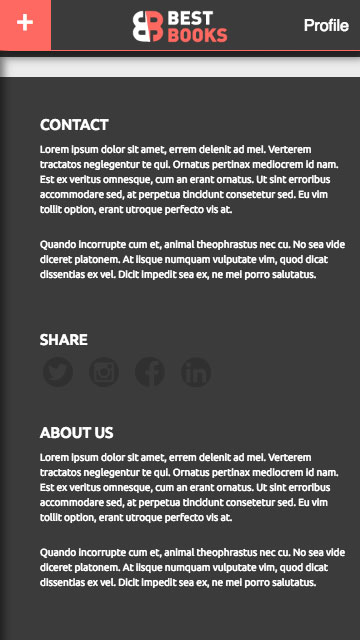 +
BEST
BOOKS
Profile
CONTACT
Lorem ipsum dolor sit amet, errem delenit ad mei. Verterem
tractatos neglegentur te qui. Ornatus pertinax mediocrem id nam.
Est ex veritus omnesque, cum an erant ornatus. Ut sint erroribus
accommodare sed, at perpetua tincidunt consetetur sed. Eu vim
tollit option, erant utroque perfecto vis at.
Quando incorrupte cum et, animal theophrastus nec cu. No sea vide
diceret platonem. At iisque numquam vulputate vim, quod dicat
dissentias ex vel. Dicit impedit sea ex, ne mei porro salutatus.
SHARE
ABOUT US
Lorem ipsum dolor sit amet, errem delenit ad mei. Verterem
tractatos neglegentur te qui. Ornatus pertinax mediocrem id nam.
Est ex veritus omnesque, cum an erant ornatus. Ut sint erroribus
accommodare sed, at perpetua tincidunt consetetur sed. Eu vim
tollit option, erant utroque perfecto vis at.
Quando incorrupte cum et, animal theophrastus nec cu. No sea vide
diceret platonem. At iisque numquam vulputate vim, quod dicat
dissentias ex vel. Dicit impedit sea ex, ne mei porro salutatus.